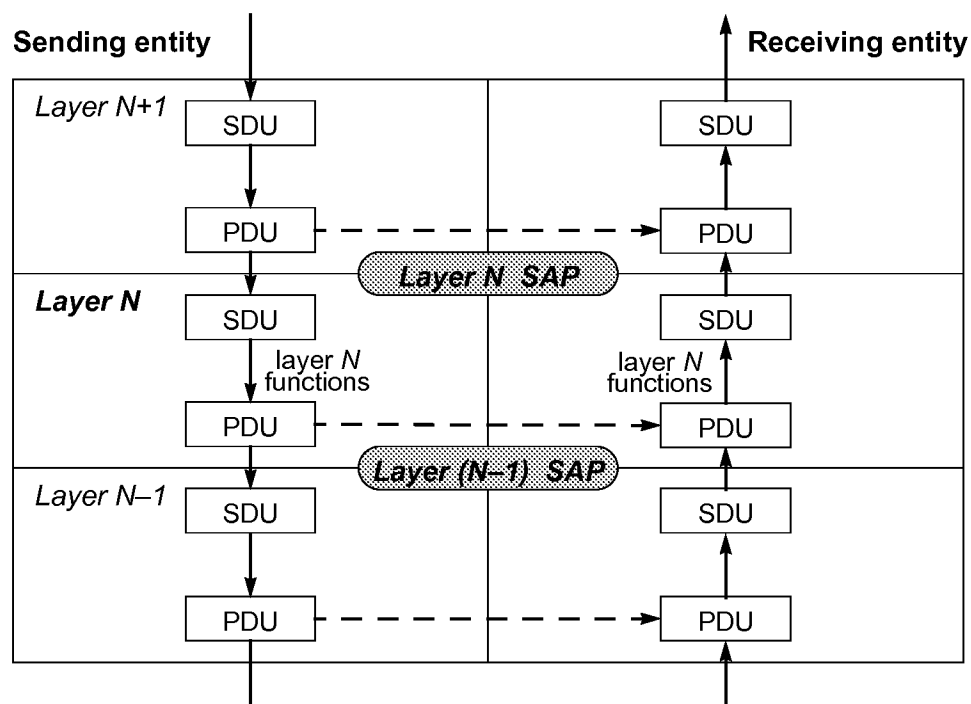 Sending entity
Receiving entity
Layer N+1
SDU
SDU
PDU
PDU
Layer N SAP
Layer N
SDU
SDU
layer N
functions
layer N
functions
PDU
PDU
Layer (N–1) SAP
Layer N–1
SDU
SDU
PDU
PDU